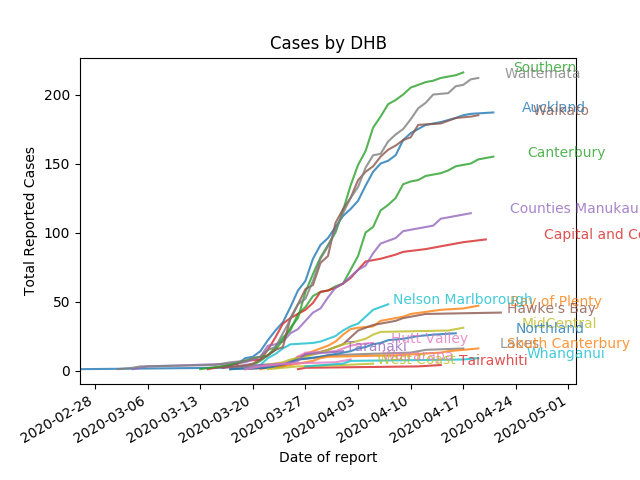 Cases by DHB
Total Reported Cases
200
150
100
50
0
Southern
Waitemata
Auckland
Waikato
Canterbury
Counties Manukau
Capital and Co
Nelson Marlborough
Bay of Plenty
Hawke's Bay
MidCentral
Northland
Hutt Valley
Lakes
South Canterbury
Taranaki
Whanganui
West Coast
Tairawhiti
2020-02-28
2020-03-06
2020-03-13
2020-03-20
2020-03-27
2020-04-03
2020-04-10
2020-04-17
2020-04-24
2020-05-01
Date of report